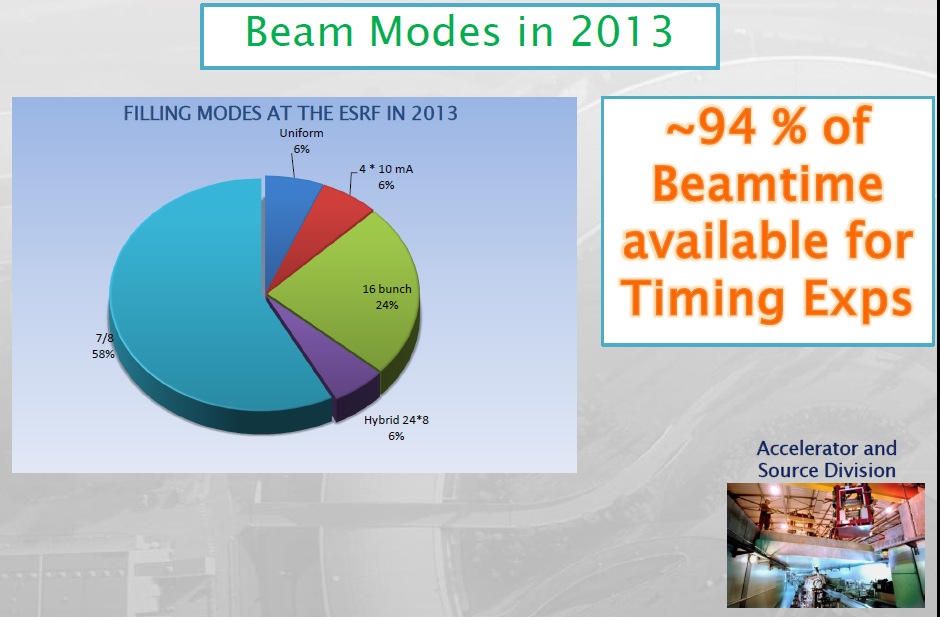 Beam Modes in 2013
FILLING MODES AT THE ESRF IN 2013
Uniform
6%
4 * 10 mA
6%
16 bunch
24%
7/8
58%
Hybrid 24*8
6%
~94 % of
Beamtime
available for
Timing Exps
Accelerator and
Source Division